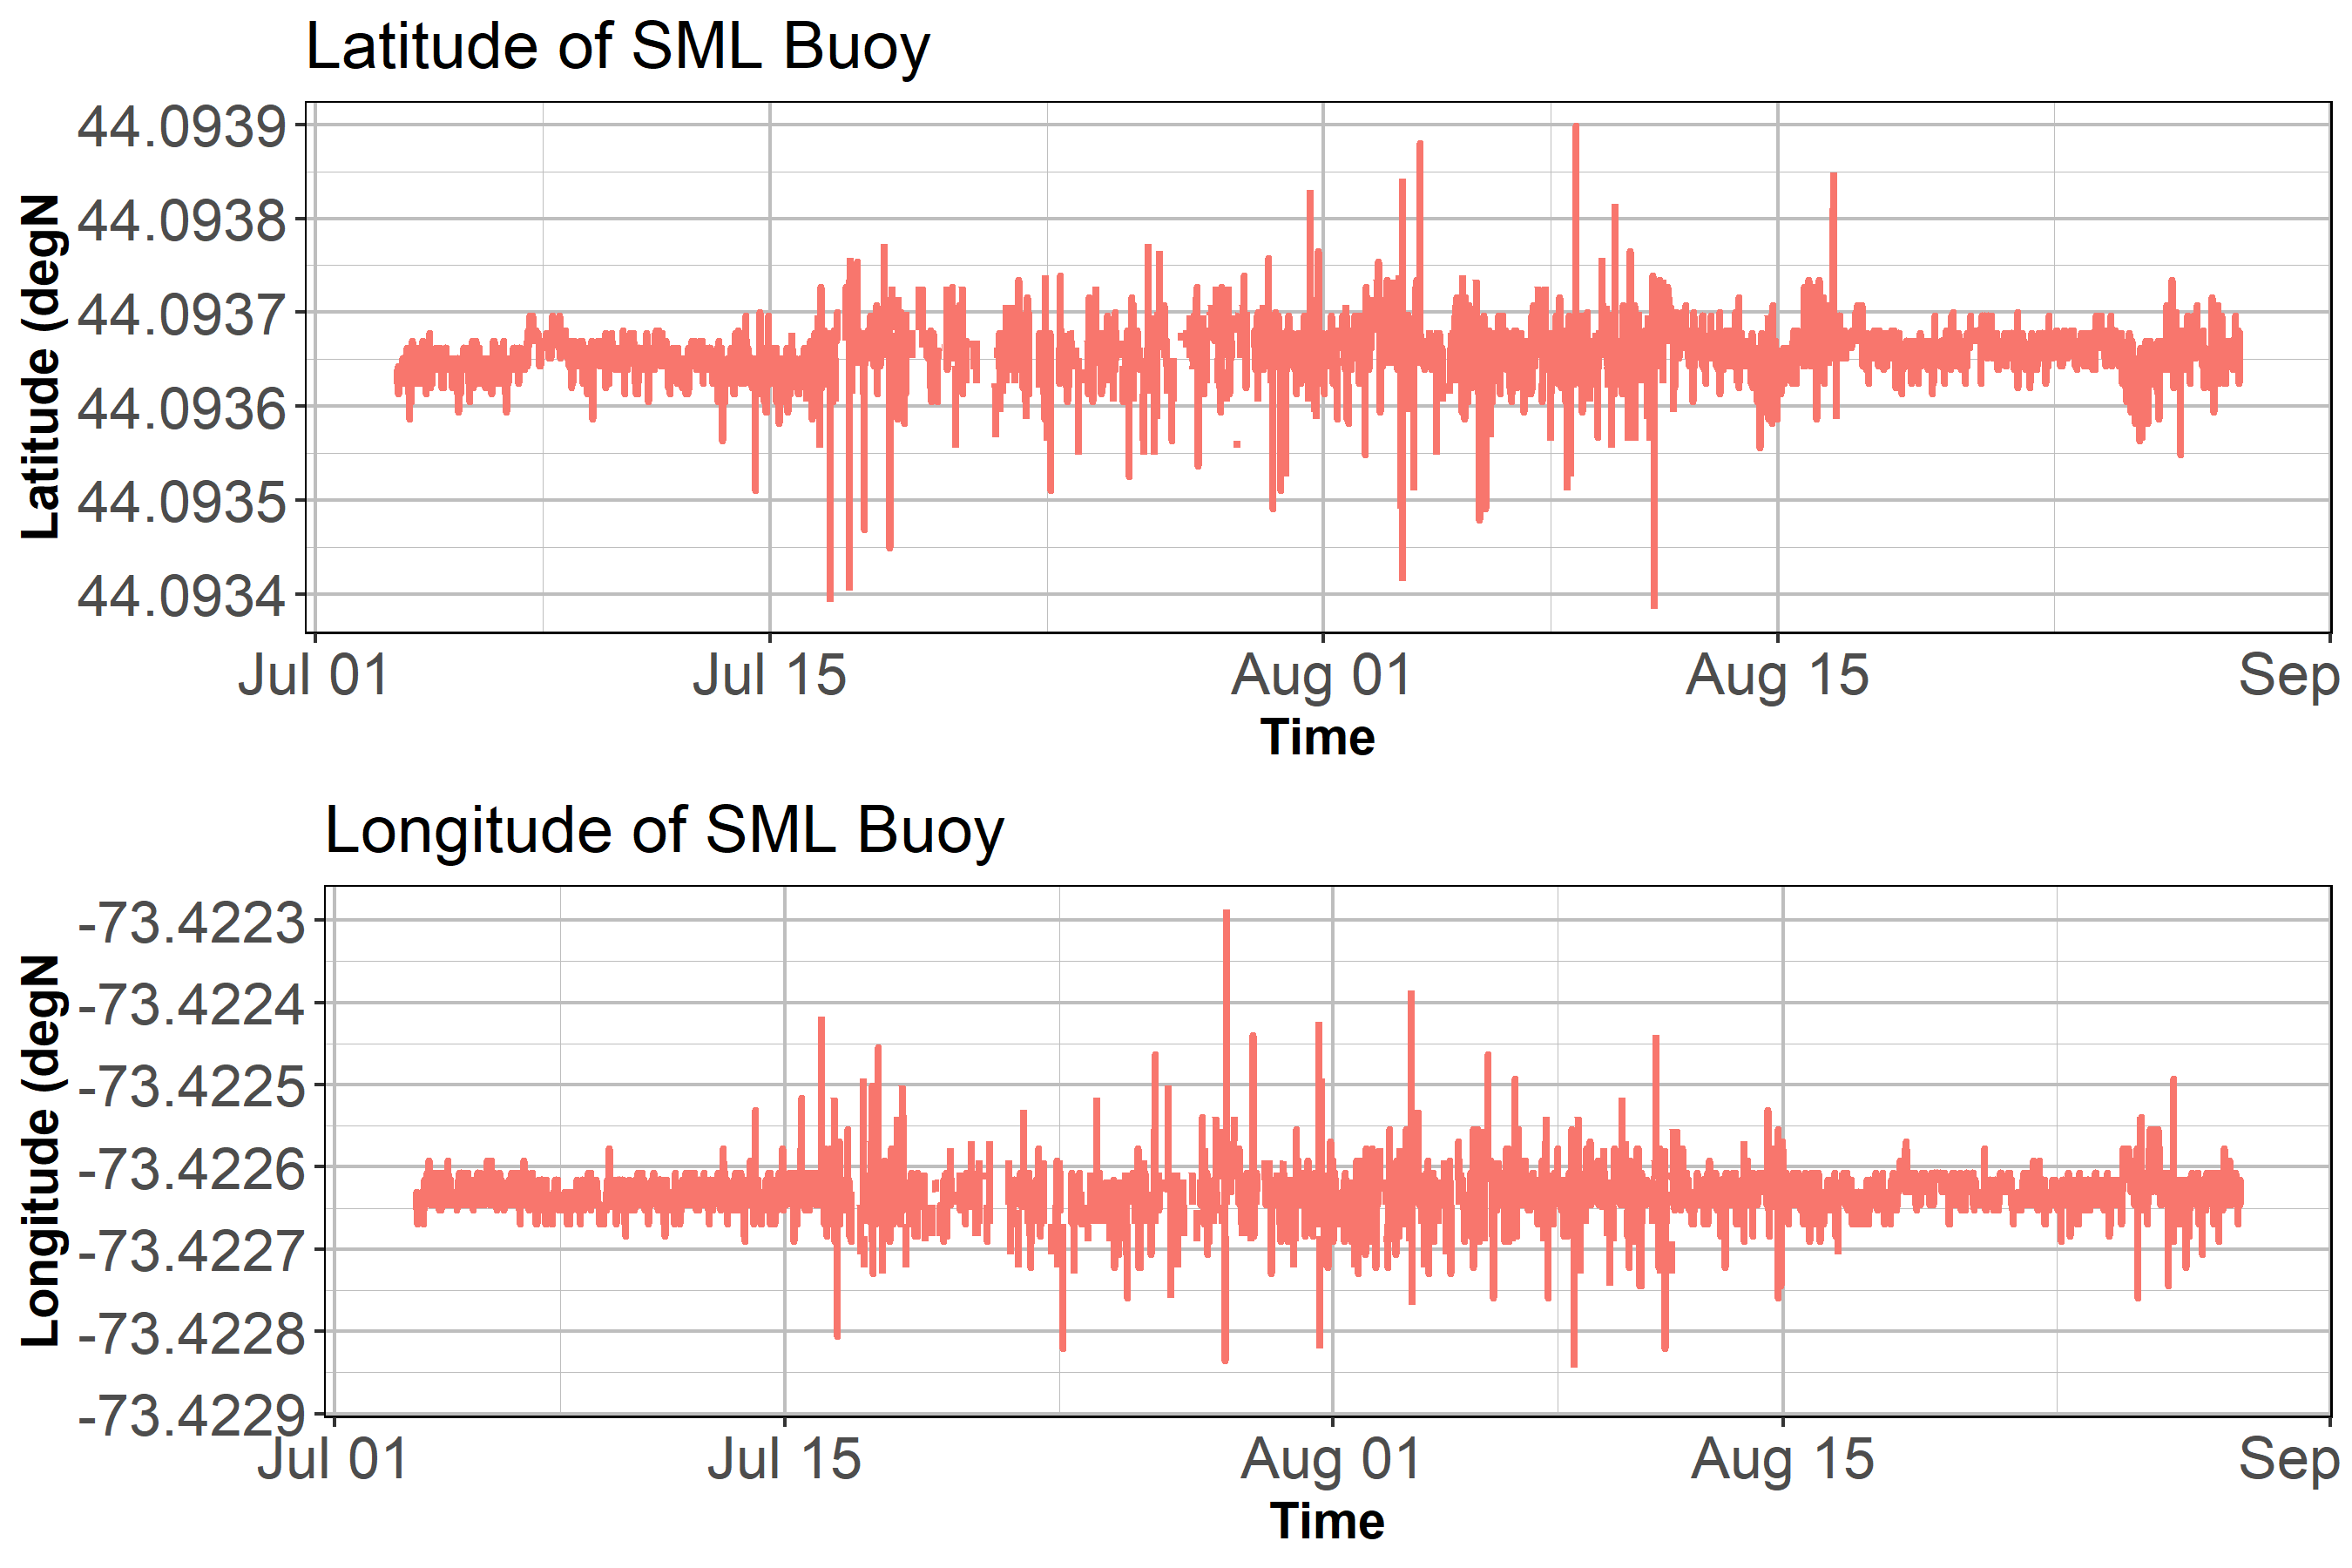 Latitude of SML Buoy
44.0939
44.0938
44.0937
44.0936
44.0935
44.0934
Latitude (degN
Jul 01 Jul 15 Aug 01 Aug 15 Sep
Time
Longitude of SML Buoy
-73.4223
-73.4224
-73.4225
-73.4226
-73.4227
-73.4228
-73.4229
Longitude (degN
Jul 01 Jul 15 Aug 01 Aug 15 Sep
Time